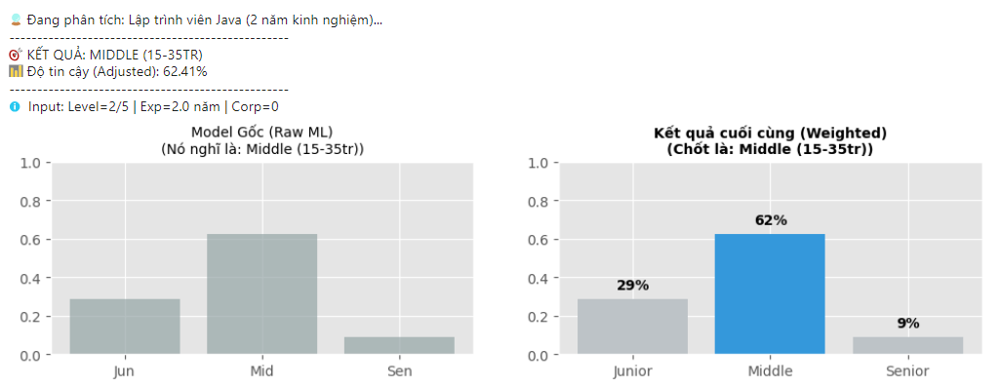 🔮 Đang phân tích: Lập trình viên Java (2 năm kinh nghiệm)...
--------------------------------------------------
🎯 KẾT QUẢ: MIDDLE (15-35TR)
📊 Độ tin cậy (Adjusted): 62.41%
--------------------------------------------------
ℹ️ Input: Level=2/5 | Exp=2.0 năm | Corp=0
Model Gốc (Raw ML)
(Nó nghĩ là: Middle (15-35tr))
1.0
0.8
0.6
0.4
0.2
0.0
Jun Mid Sen
Kết quả cuối cùng (Weighted)
(Chốt là: Middle (15-35tr))
1.0
0.8
0.6
0.4
0.2
0.0
29% 62% 9%
Junior Middle Senior